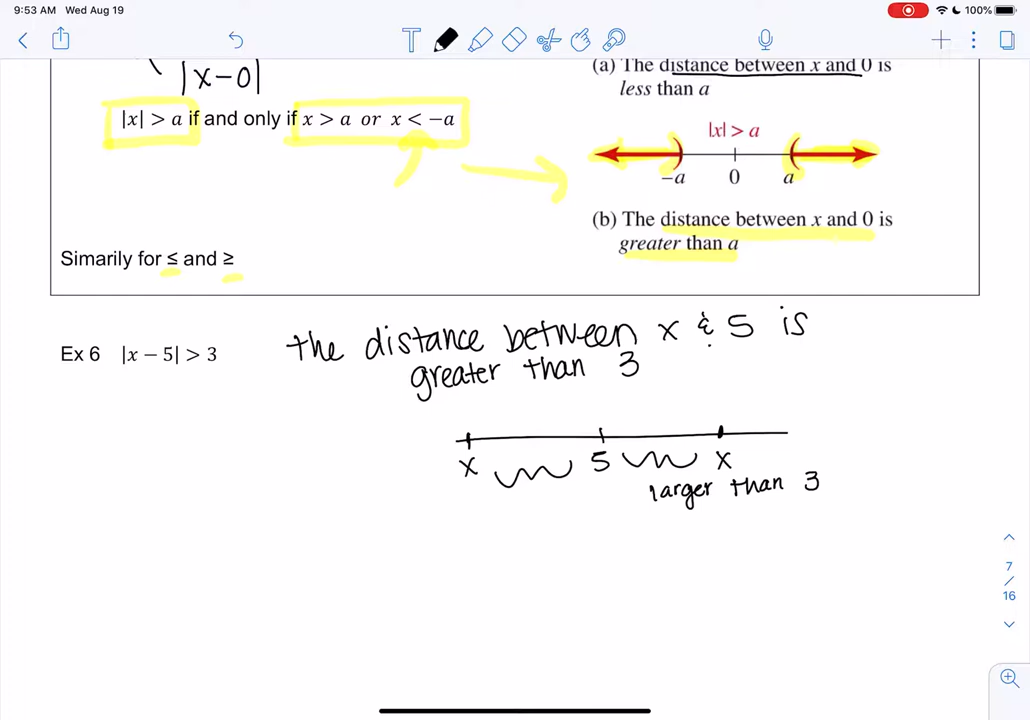 9:53 AM Wed Aug 19
100%
(a) The distance between x and 0 is
less than a
|x-0|
|x| > a if and only if x > a or x < −a
|x| > a
−a 0 a
(b) The distance between x and 0 is
greater than a
Simarily for ≤ and ≥
the distance between x & 5 is
greater than 3
Ex 6 |x − 5| > 3
x 5 x
larger than 3
7
/
16